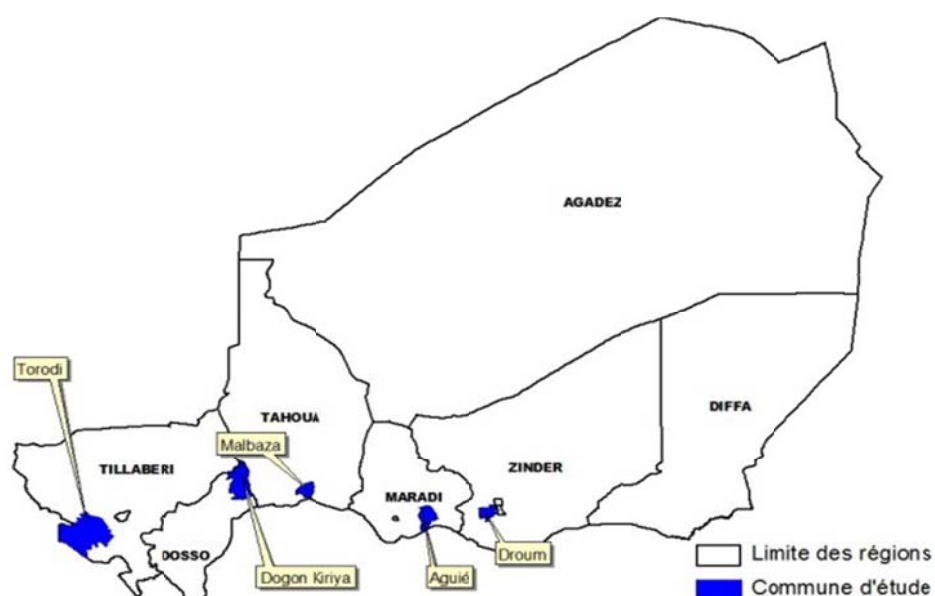 AGADEZ
Torodi
TAHOUA
DIFFA
Malbaza
TILLABERI
ZINDER
MARADI
DOSSO
Droum
Limite des régions
Dogon Kiriya
Aguié
Commune d'étude